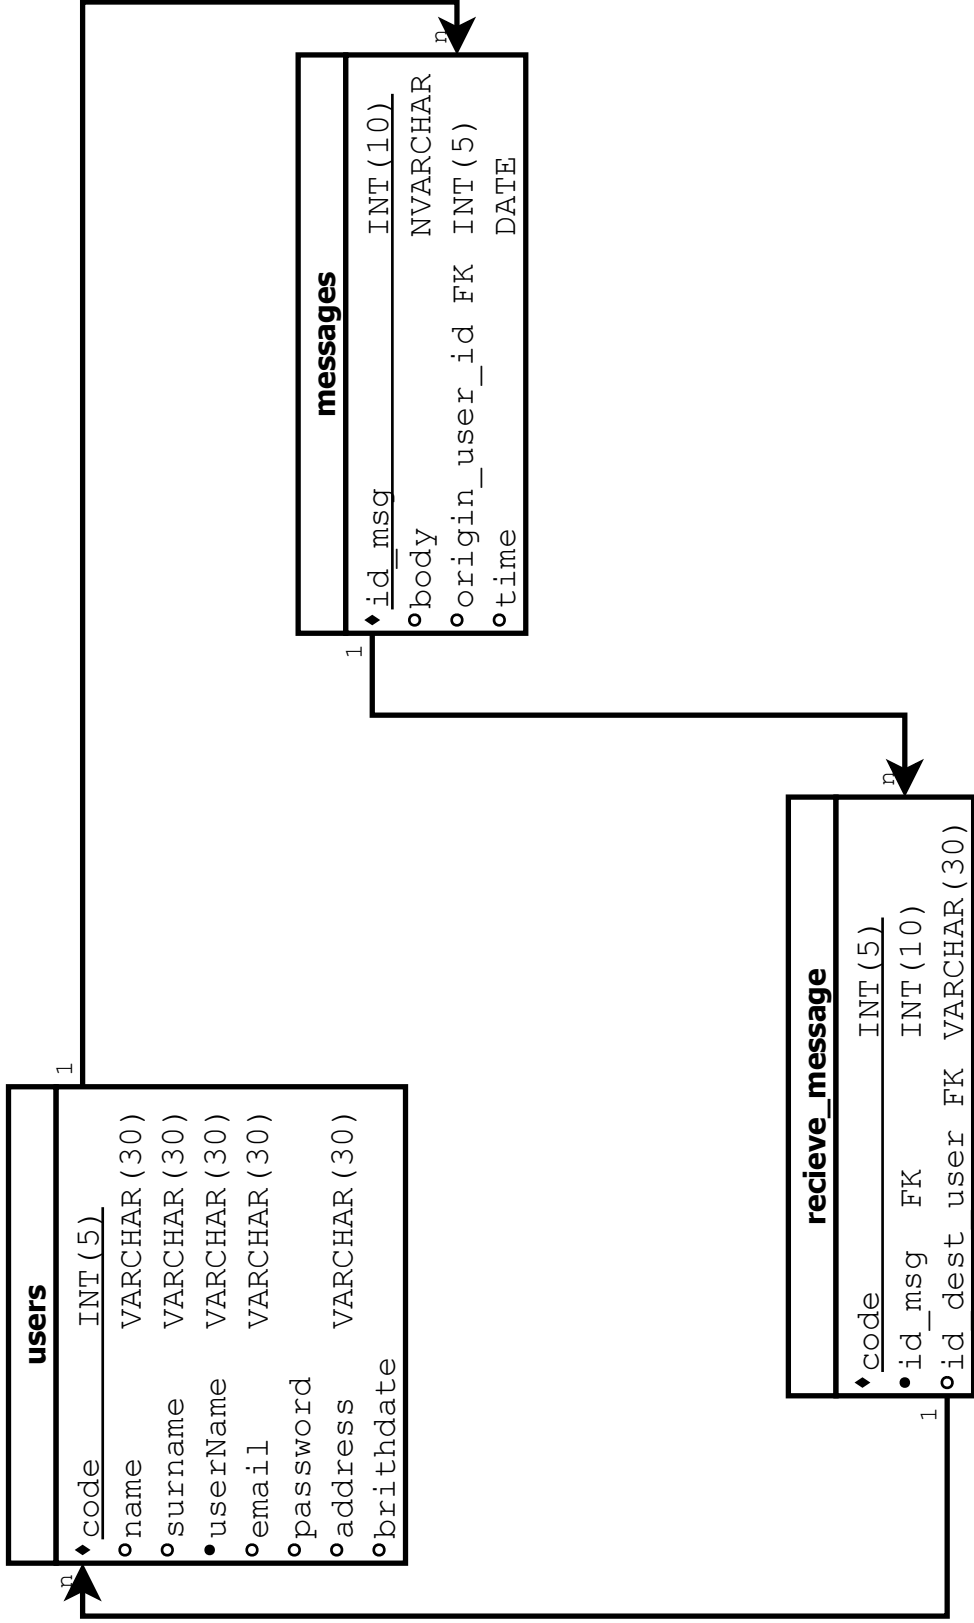 users
code INT(5)
name VARCHAR(30)
surname VARCHAR(30)
userName VARCHAR(30)
email VARCHAR(30)
password
address VARCHAR(30)
brithdate
n
1
messages
id_msg INT(10)
body NVARCHAR
origin_user_id FK INT(5)
time DATE
1
n
recieve_message
code INT(5)
id_msg FK INT(10)
id_dest_user FK VARCHAR(30)
1
n